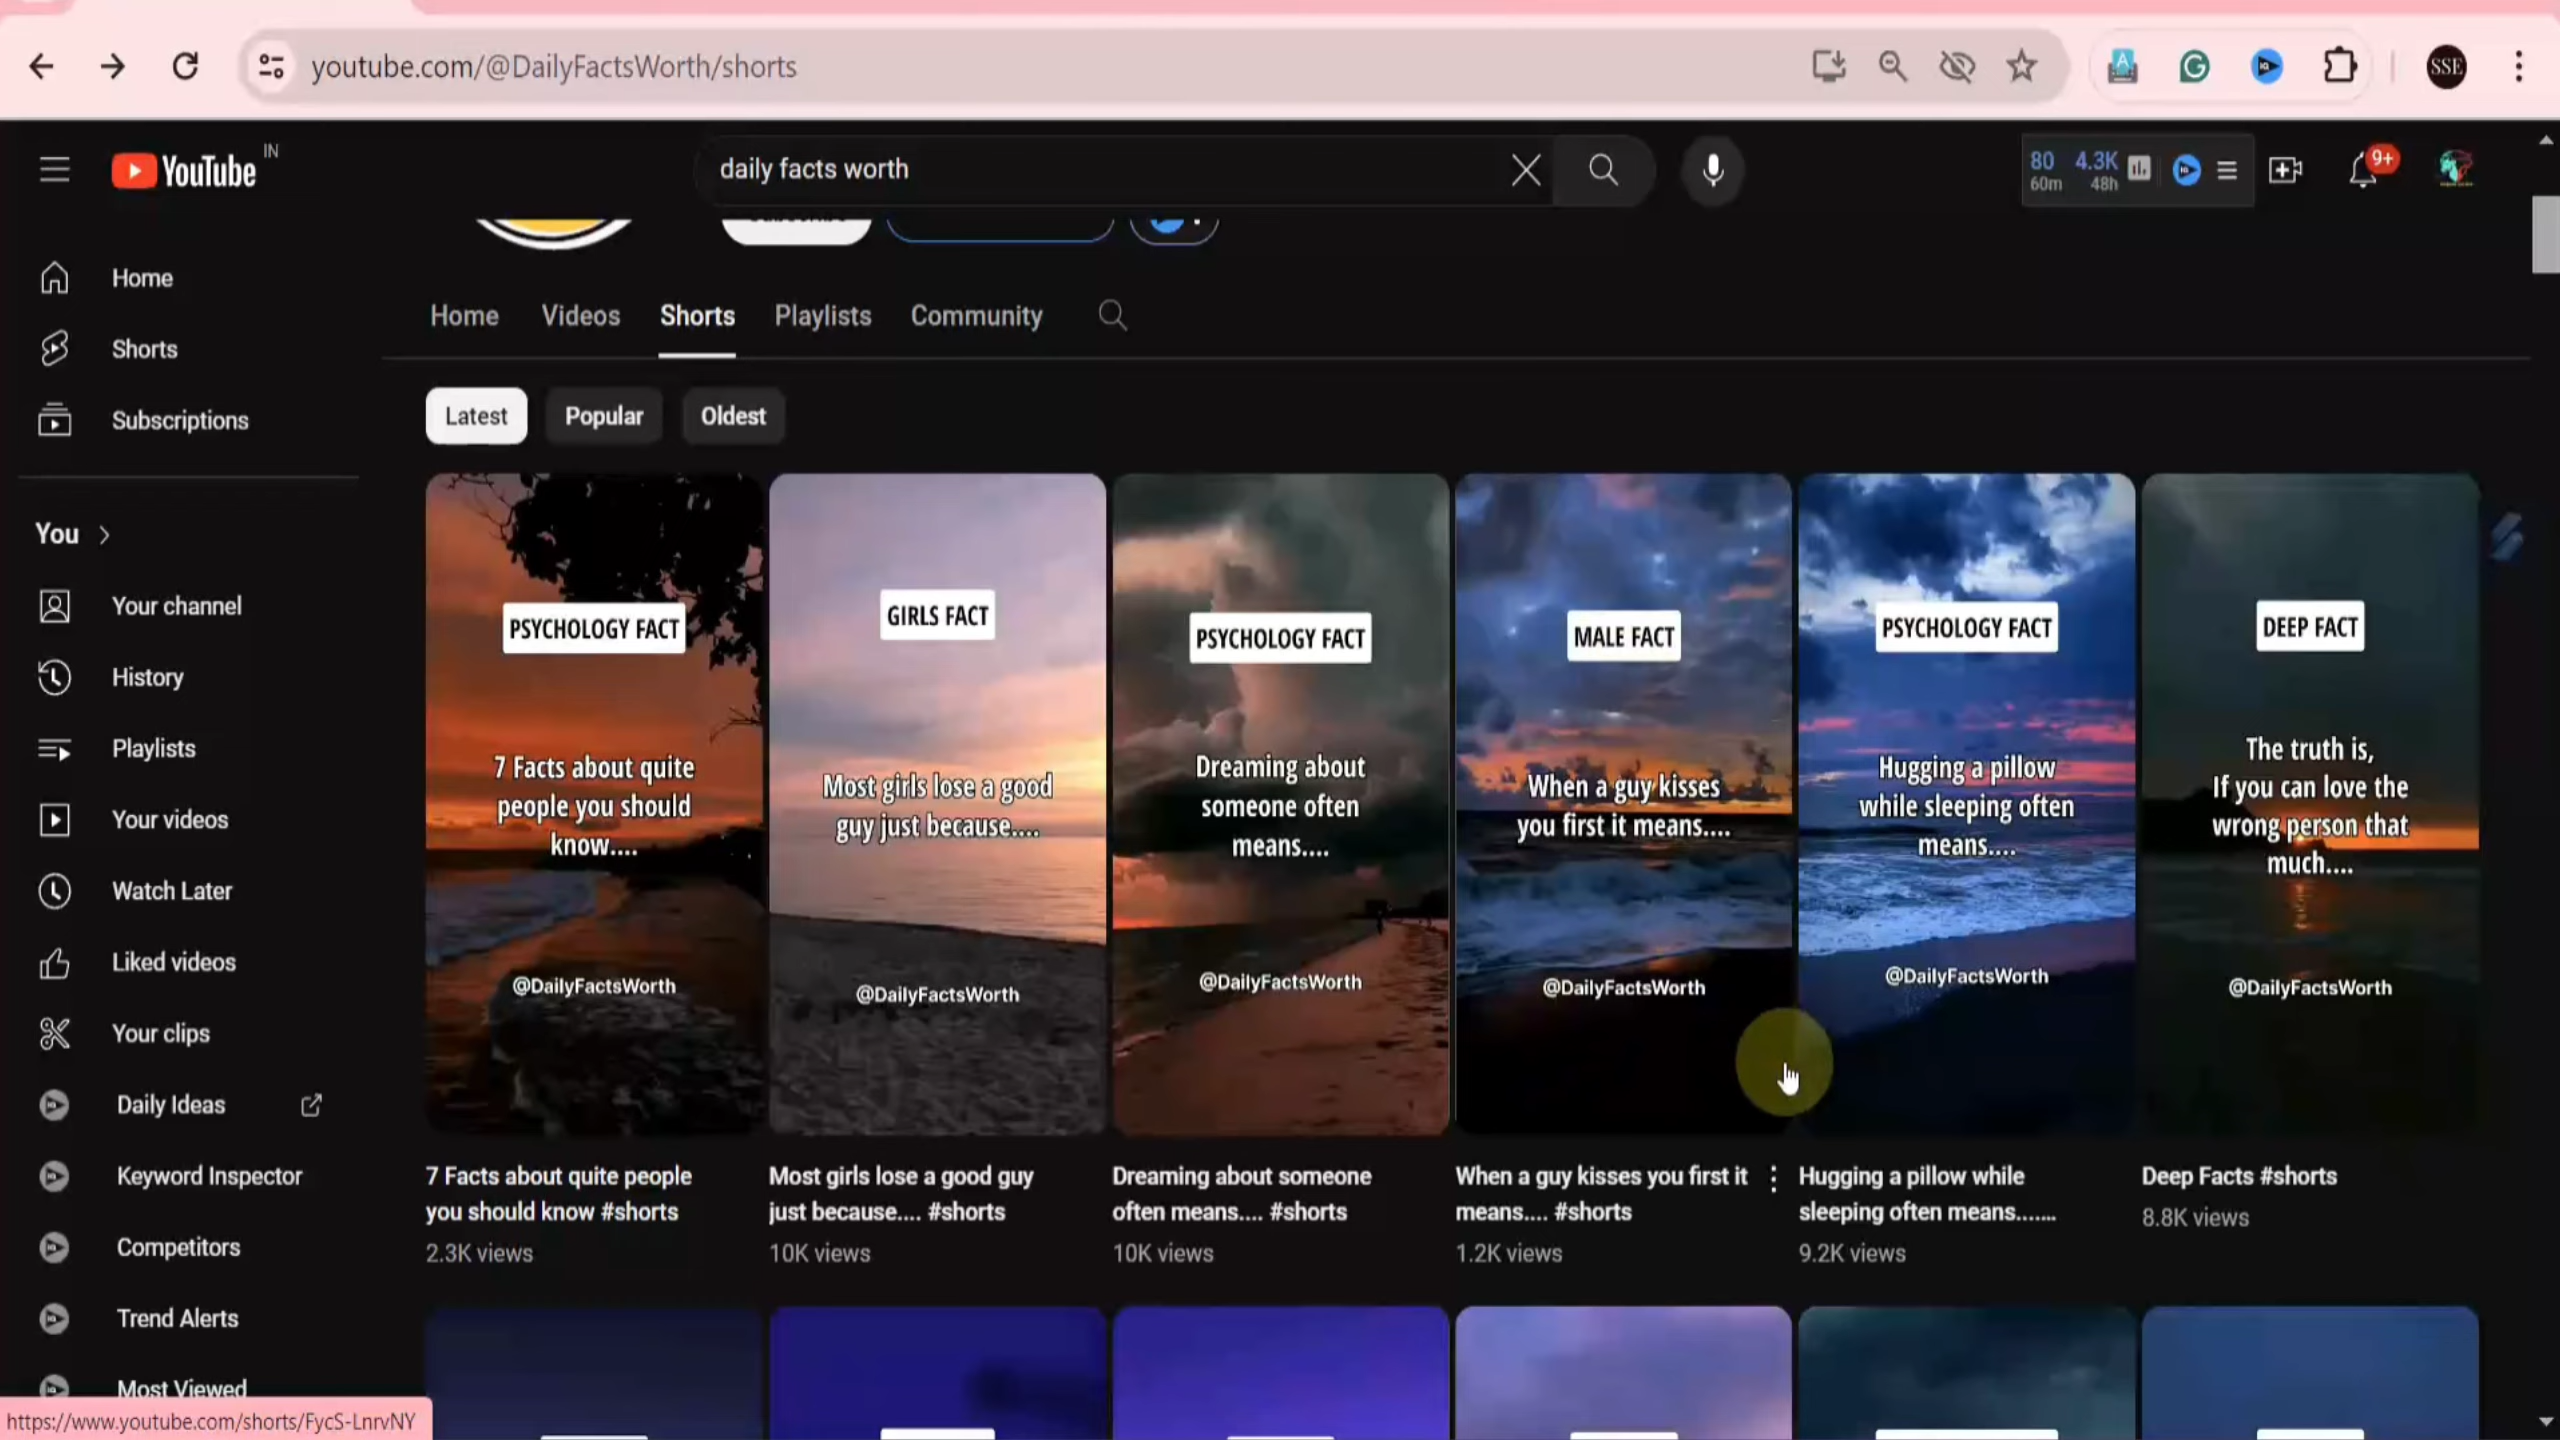 youtube.com/@DailyFactsWorth/shorts
SSE
YouTube
IN
daily facts worth
80
60m
4.3K
48h
9+
Home
Shorts
Subscriptions
You
Your channel
History
Playlists
Your videos
Watch Later
Liked videos
Your clips
Daily Ideas
Keyword Inspector
Competitors
Trend Alerts
Most Viewed
Home
Videos
Shorts
Playlists
Community
Latest
Popular
Oldest
PSYCHOLOGY FACT
7 Facts about quite
people you should
know....
@DailyFactsWorth
GIRLS FACT
Most girls lose a good
guy just because....
@DailyFactsWorth
PSYCHOLOGY FACT
Dreaming about
someone often
means....
@DailyFactsWorth
MALE FACT
When a guy kisses
you first it means....
@DailyFactsWorth
PSYCHOLOGY FACT
Hugging a pillow
while sleeping often
means....
@DailyFactsWorth
DEEP FACT
The truth is,
If you can love the
wrong person that
much....
@DailyFactsWorth
7 Facts about quite people
you should know #shorts
2.3K views
Most girls lose a good guy
just because.... #shorts
10K views
Dreaming about someone
often means.... #shorts
10K views
When a guy kisses you first it
means.... #shorts
1.2K views
Hugging a pillow while
sleeping often means.......
9.2K views
Deep Facts #shorts
8.8K views
https://www.youtube.com/shorts/FycS-LnrvNY